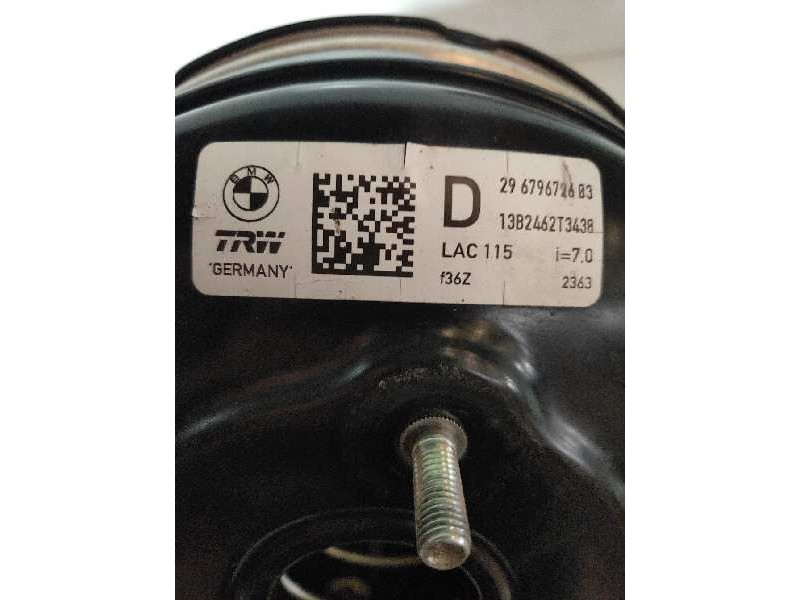 BMW
TRW
"GERMANY"
D
29 6796726 03
13B2462T3438
LAC 115
i=7.0
f36Z
2363